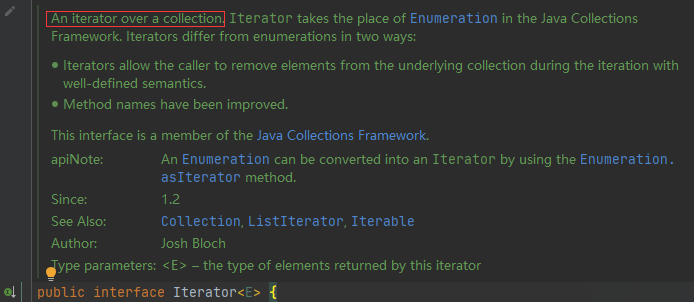 An iterator over a collection. Iterator takes the place of Enumeration in the Java Collections
Framework. Iterators differ from enumerations in two ways:
• Iterators allow the caller to remove elements from the underlying collection during the iteration with
well-defined semantics.
• Method names have been improved.
This interface is a member of the Java Collections Framework.
apiNote: An Enumeration can be converted into an Iterator by using the Enumeration.
asIterator method.
Since: 1.2
See Also: Collection, ListIterator, Iterable
Author: Josh Bloch
Type parameters: <E> – the type of elements returned by this iterator
public interface Iterator<E> {